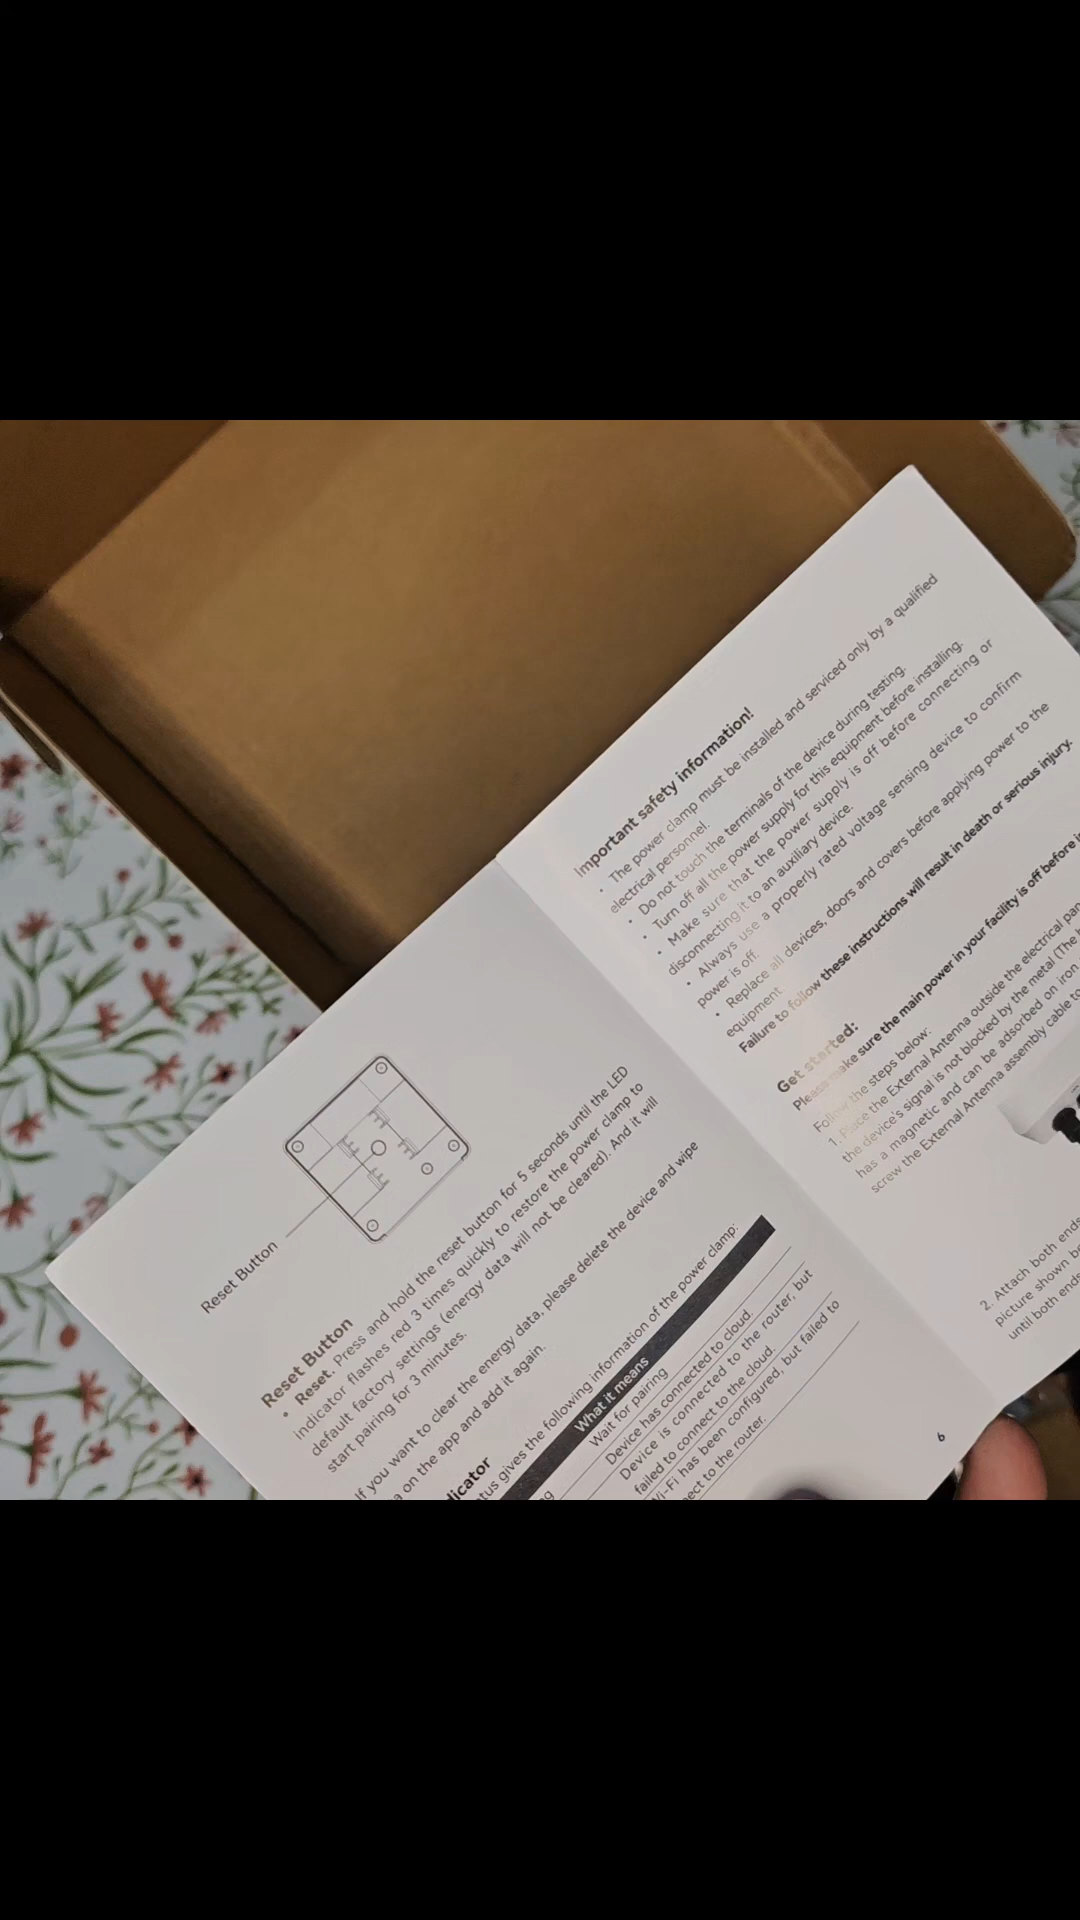 Reset Button
Reset Button
• Reset. Press and hold the reset button for 5 seconds until the LED
indicator flashes red 3 times quickly to restore the power clamp to
default factory settings (energy data will not be cleared). And it will
start pairing for 3 minutes.
If you want to clear the energy data, please delete the device and wipe
on the app and add it again.
gives the following information of the power clamp:
What it means
Wait for pairing
Device has connected to cloud.
Device is connected to the router, but
failed to connect to the cloud.
Wi-Fi has been configured, but failed to
to the router.
Important safety information!
• The power clamp must be installed and serviced only by a qualified
electrical personnel.
• Do not touch the terminals of the device during testing.
• Turn off all the power supply for this equipment before installing.
• Make sure that the power supply is off before connecting or
disconnecting it to an auxiliary device.
• Always use a properly rated voltage sensing device to confirm
power is off.
• Replace all devices, doors and covers before applying power to the
equipment
Failure to follow these instructions will result in death or serious injury.
Get started:
Please make sure the main power in your facility is off before
Follow the steps below:
1. Place the External Antenna outside the electrical
the device's signal is not blocked by the metal (The
has a magnetic and can be adsorbed on iron
screw the External Antenna assembly cable to
2. Attach both ends
picture shown
until both ends
6